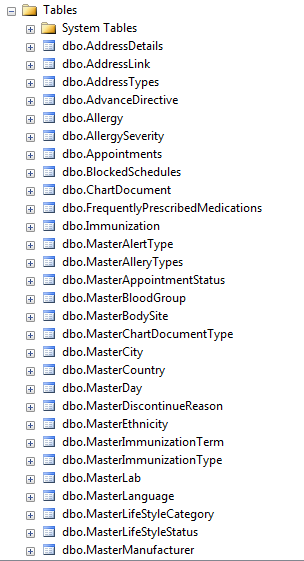 Tables
System Tables
dbo.AddressDetails
dbo.AddressLink
dbo.AddressTypes
dbo.AdvanceDirective
dbo.Allergy
dbo.AllergySeverity
dbo.Appointments
dbo.BlockedSchedules
dbo.ChartDocument
dbo.FrequentlyPrescribedMedications
dbo.Immunization
dbo.MasterAlertType
dbo.MasterAlleryTypes
dbo.MasterAppointmentStatus
dbo.MasterBloodGroup
dbo.MasterBodySite
dbo.MasterChartDocumentType
dbo.MasterCity
dbo.MasterCountry
dbo.MasterDay
dbo.MasterDiscontinueReason
dbo.MasterEthnicity
dbo.MasterImmunizationTerm
dbo.MasterImmunizationType
dbo.MasterLab
dbo.MasterLanguage
dbo.MasterLifeStyleCategory
dbo.MasterLifeStyleStatus
dbo.MasterManufacturer